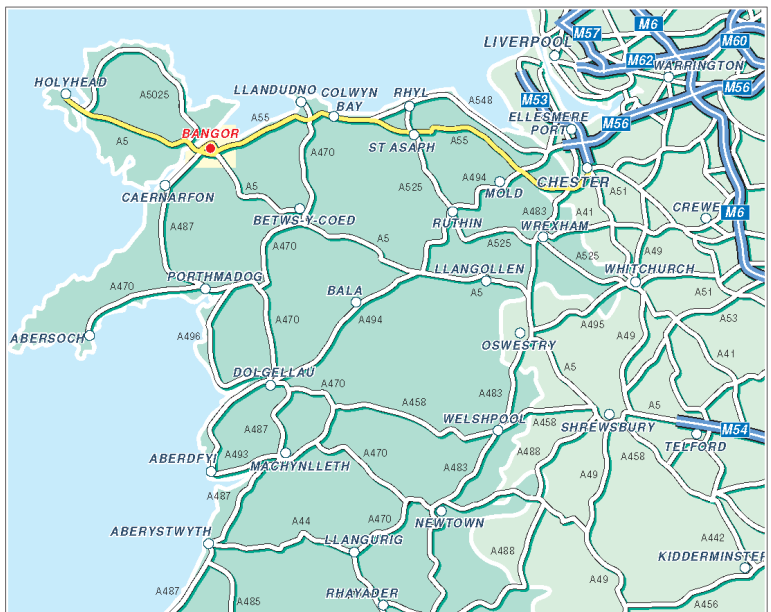 M6
M57
M60
LIVERPOOL
M62
WARRINGTON
HOLYHEAD
A5025
LLANDUDNO
COLWYN
BAY
RHYL
A548
M53
M56
ELLESMERE
PORT
M56
A5
BANGOR
A55
A470
ST ASAPH
A55
CAERNARFON
A5
A525
A494
MOLD
CHESTER
A51
BETWS-Y-COED
RUTHIN
A483
A41
CREWE
M6
A487
WREXHAM
A470
A5
A525
A525
A49
PORTHMADOG
LLANGOLLEN
WHITCHURCH
A470
BALA
A5
A51
ABERSOCH
A496
A470
A494
OSWESTRY
A495
A49
A53
A41
DOLGELLAU
A470
A5
A458
A483
A487
WELSHPOOL
A458
SHREWSBURY
A5
M54
ABERDFYI
A493
MACHYNLLETH
A470
A483
A488
A49
A458
TELFORD
A487
ABERYSTWYTH
A44
A470
NEWTOWN
LLANGURIG
A488
A442
KIDDERMINSTER
A487
A485
RHAYADER
A49
A456